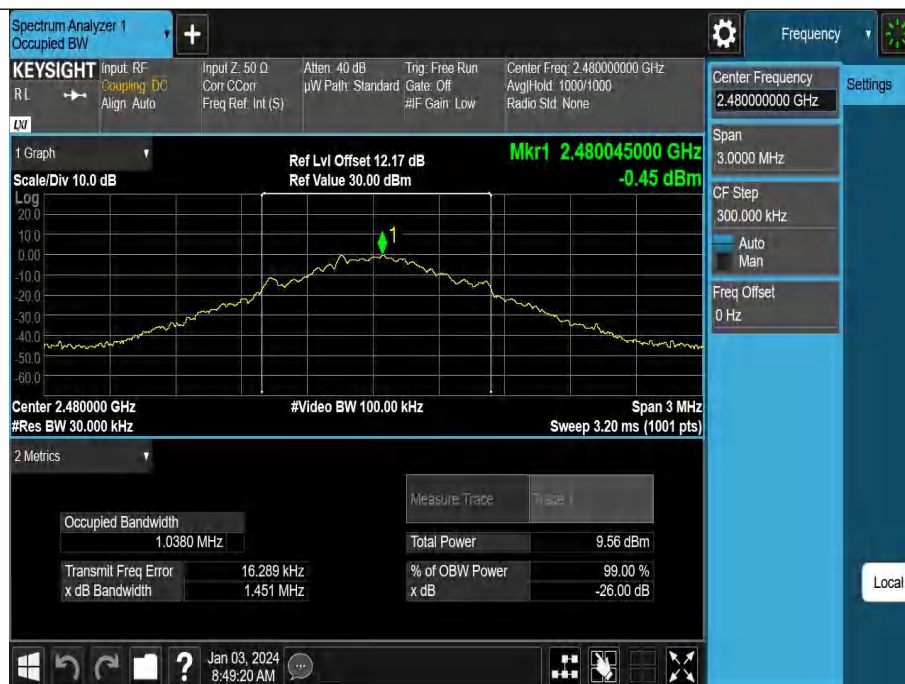 Spectrum Analyzer 1
Occupied BW
Frequency
KEYSIGHT
RL
LXI
Input: RF
Coupling: DC
Align: Auto
Input Z: 50 Ω
Corr CCorr
Freq Ref: Int (S)
Atten: 40 dB
µW Path: Standard
Trig: Free Run
Gate: Off
#IF Gain: Low
Center Freq: 2.480000000 GHz
Avg|Hold: 1000/1000
Radio Std: None
Center Frequency
2.480000000 GHz
Settings
Span
3.0000 MHz
CF Step
300.000 kHz
Auto
Man
Freq Offset
0 Hz
1 Graph
Scale/Div 10.0 dB
Ref Lvl Offset 12.17 dB
Ref Value 30.00 dBm
Mkr1 2.480045000 GHz
-0.45 dBm
Log
20.0
10.0
0.00
-10.0
-20.0
-30.0
-40.0
-50.0
-60.0
1
Center 2.480000 GHz
#Res BW 30.000 kHz
#Video BW 100.00 kHz
Span 3 MHz
Sweep 3.20 ms (1001 pts)
2 Metrics
Measure Trace
Trace 1
Occupied Bandwidth
1.0380 MHz
Total Power 9.56 dBm
Transmit Freq Error 16.289 kHz
% of OBW Power 99.00 %
x dB Bandwidth 1.451 MHz
x dB -26.00 dB
Local
Jan 03, 2024
8:49:20 AM